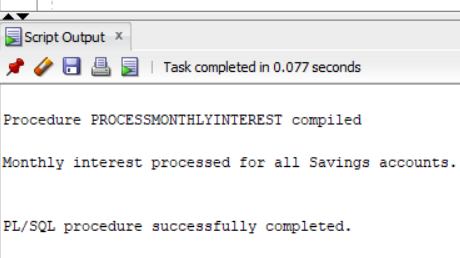 Script Output x
Task completed in 0.077 seconds
Procedure PROCESSMONTHLYINTEREST compiled
Monthly interest processed for all Savings accounts.
PL/SQL procedure successfully completed.